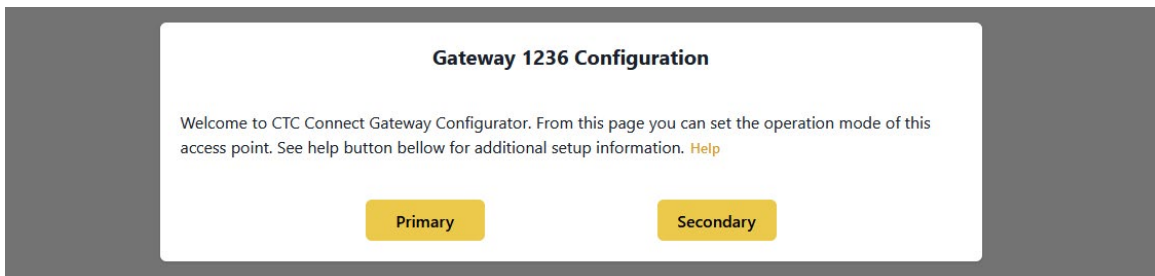 Gateway 1236 Configuration
Welcome to CTC Connect Gateway Configurator. From this page you can set the operation mode of this
access point. See help button bellow for additional setup information. Help
Primary
Secondary